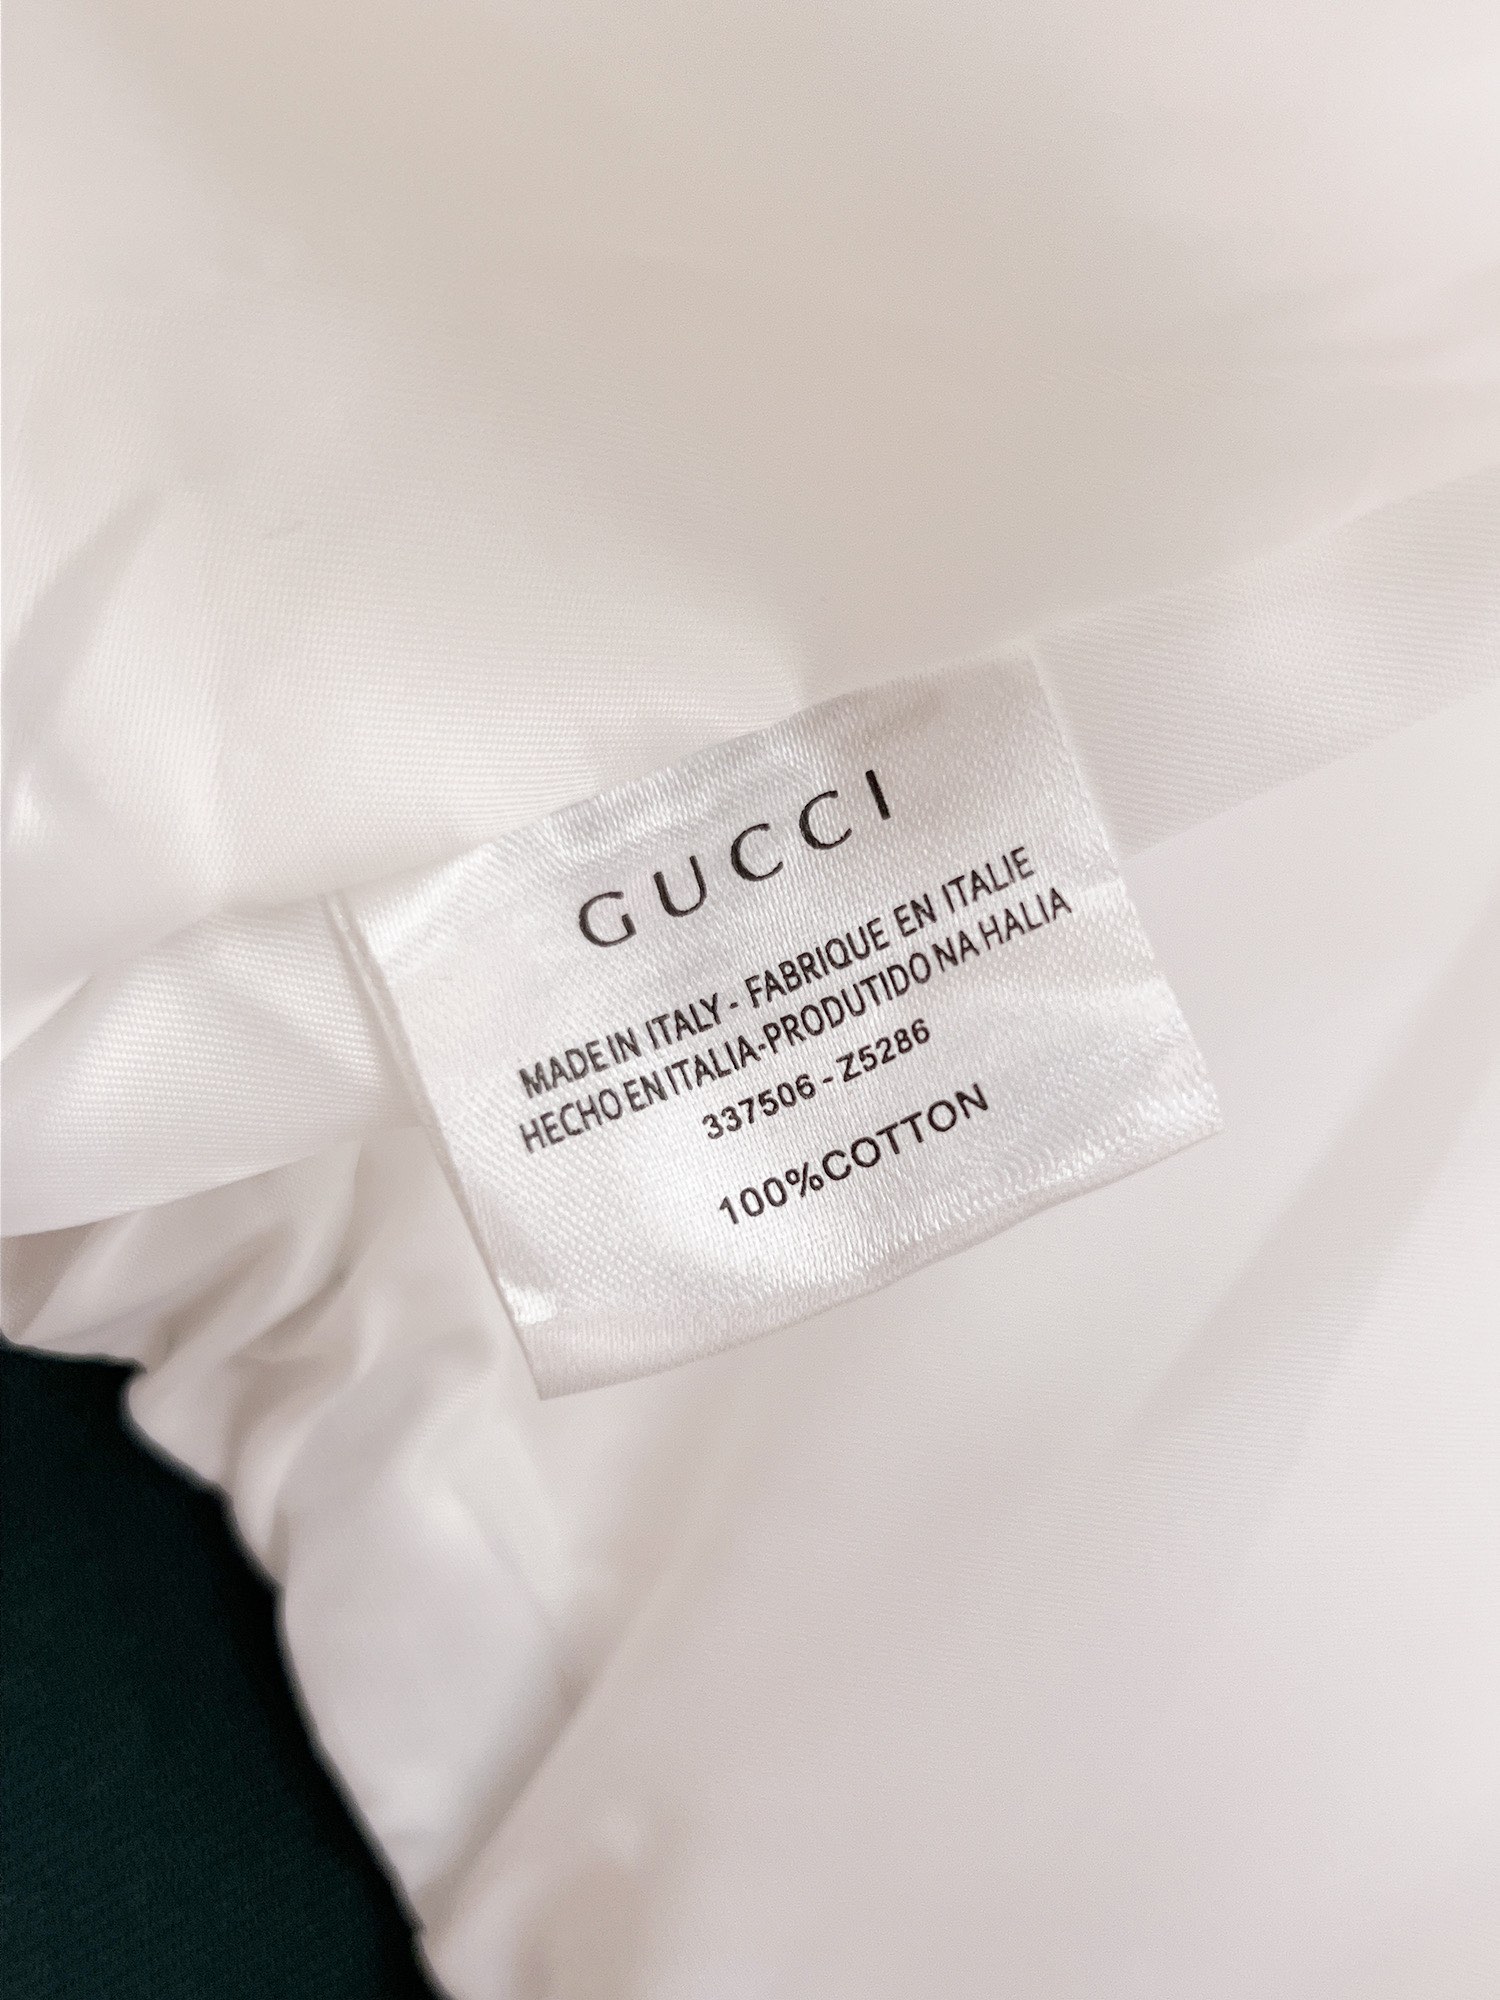 GUCCI
MADE IN ITALY - FABRIQUE EN ITALIE
HECHO EN ITALIA-PRODUTIDO NA HALIA
337506 - Z5286
100%COTTON